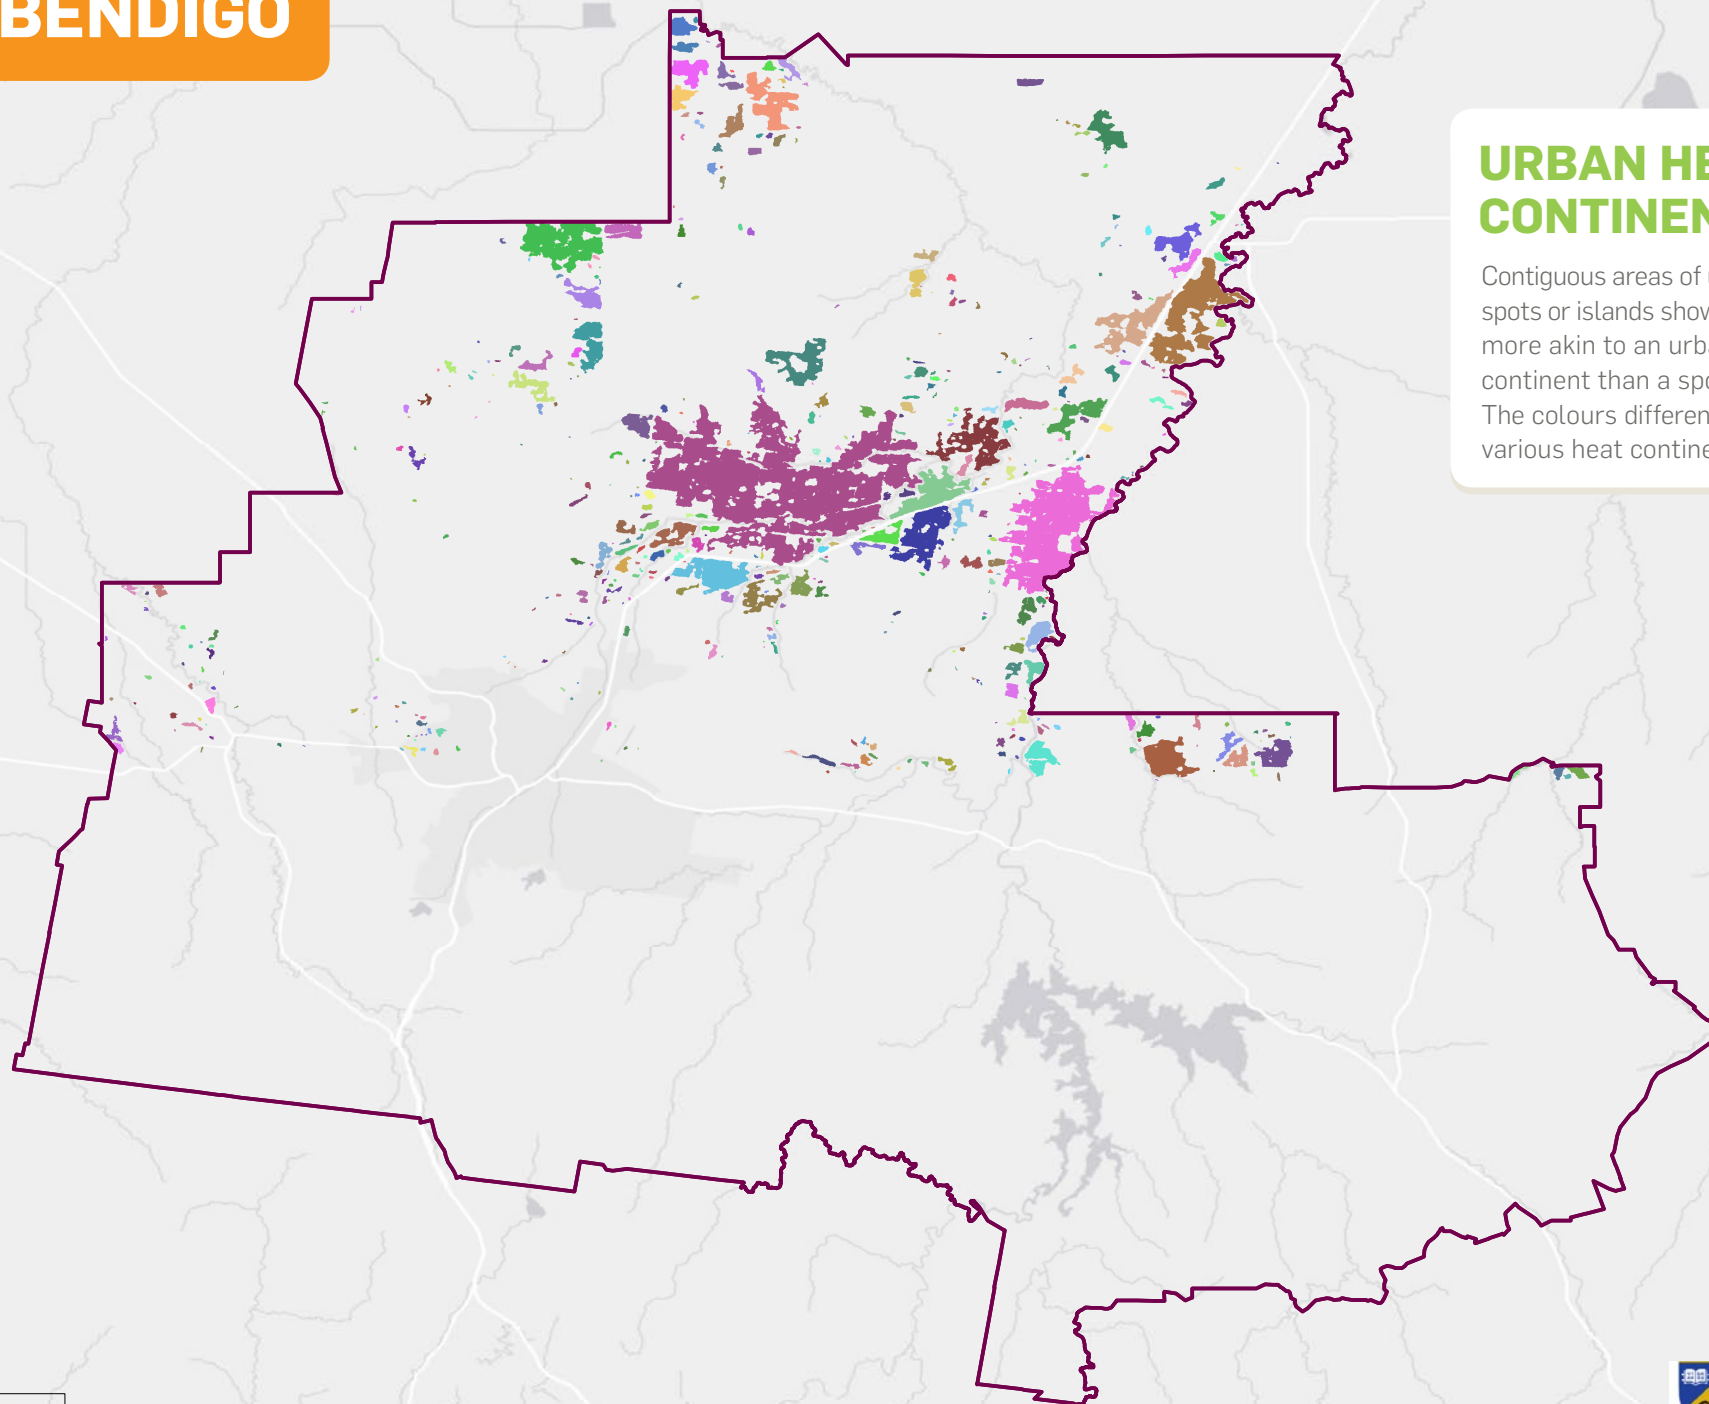 BENDIGO
URBAN HE
CONTINEN
Contiguous areas of
spots or islands show
more akin to an urba
continent than a spo
The colours differen
various heat contine